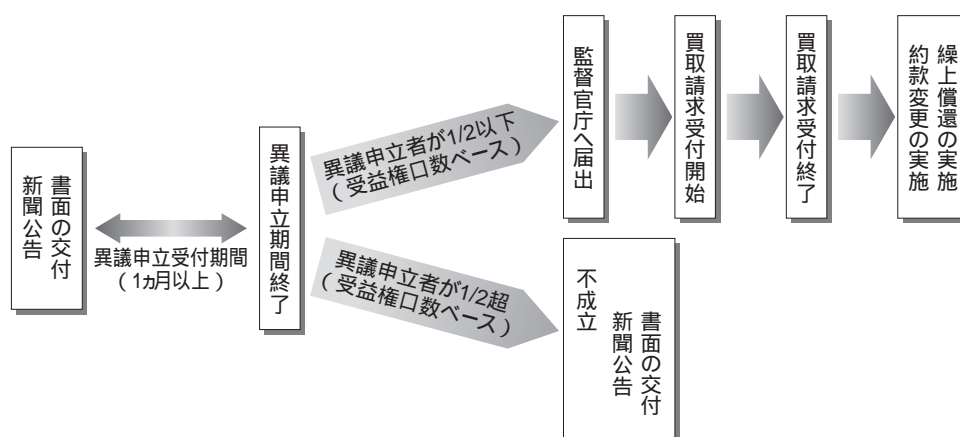 書面の交付
新聞公告
異議申立受付期間
（1ヵ月以上）
異議申立期間終了
異議申立者が1/2以下
（受益権口数ベース）
監督官庁へ届出
買取請求受付開始
買取請求受付終了
繰上償還の実施
約款変更の実施
異議申立者が1/2超
（受益権口数ベース）
不成立
書面の交付
新聞公告